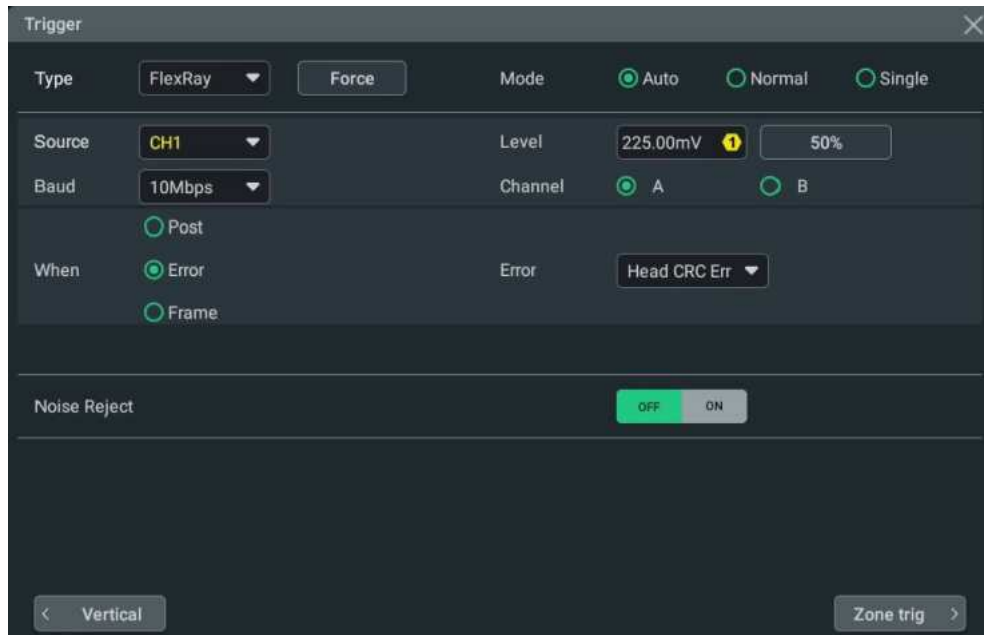 Trigger
Type FlexRay Force Mode Auto Normal Single
Source CH1 Level 225.00mV 1 50%
Baud 10Mbps Channel A B
Post
When Error Error Head CRC Err
Frame
Noise Reject OFF ON
< Vertical Zone trig >